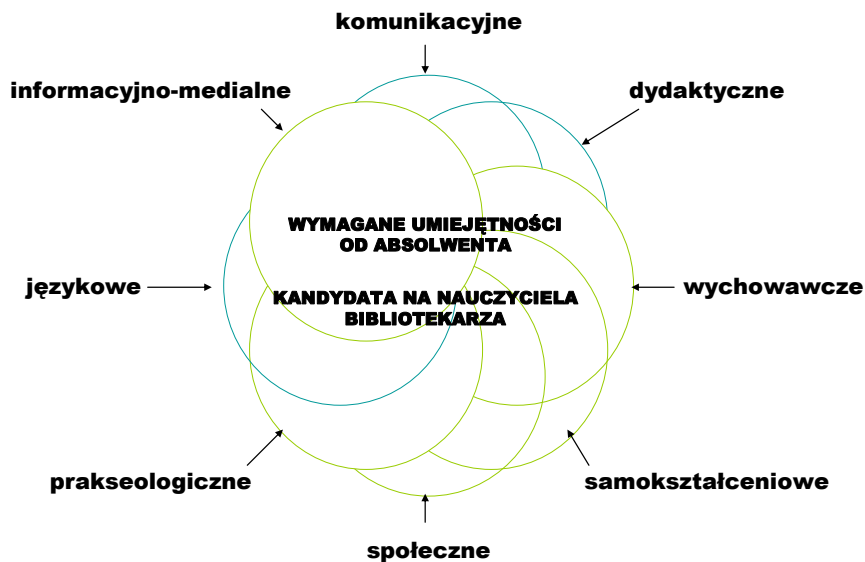 komunikacyjne
informacyjno-medialne
dydaktyczne
WYMAGANE UMIEJĘTNOŚCI
OD ABSOLWENTA
językowe
KANDYDATA NA NAUCZYCIELA
BIBLIOTEKARZA
wychowawcze
prakseologiczne
samokształceniowe
społeczne